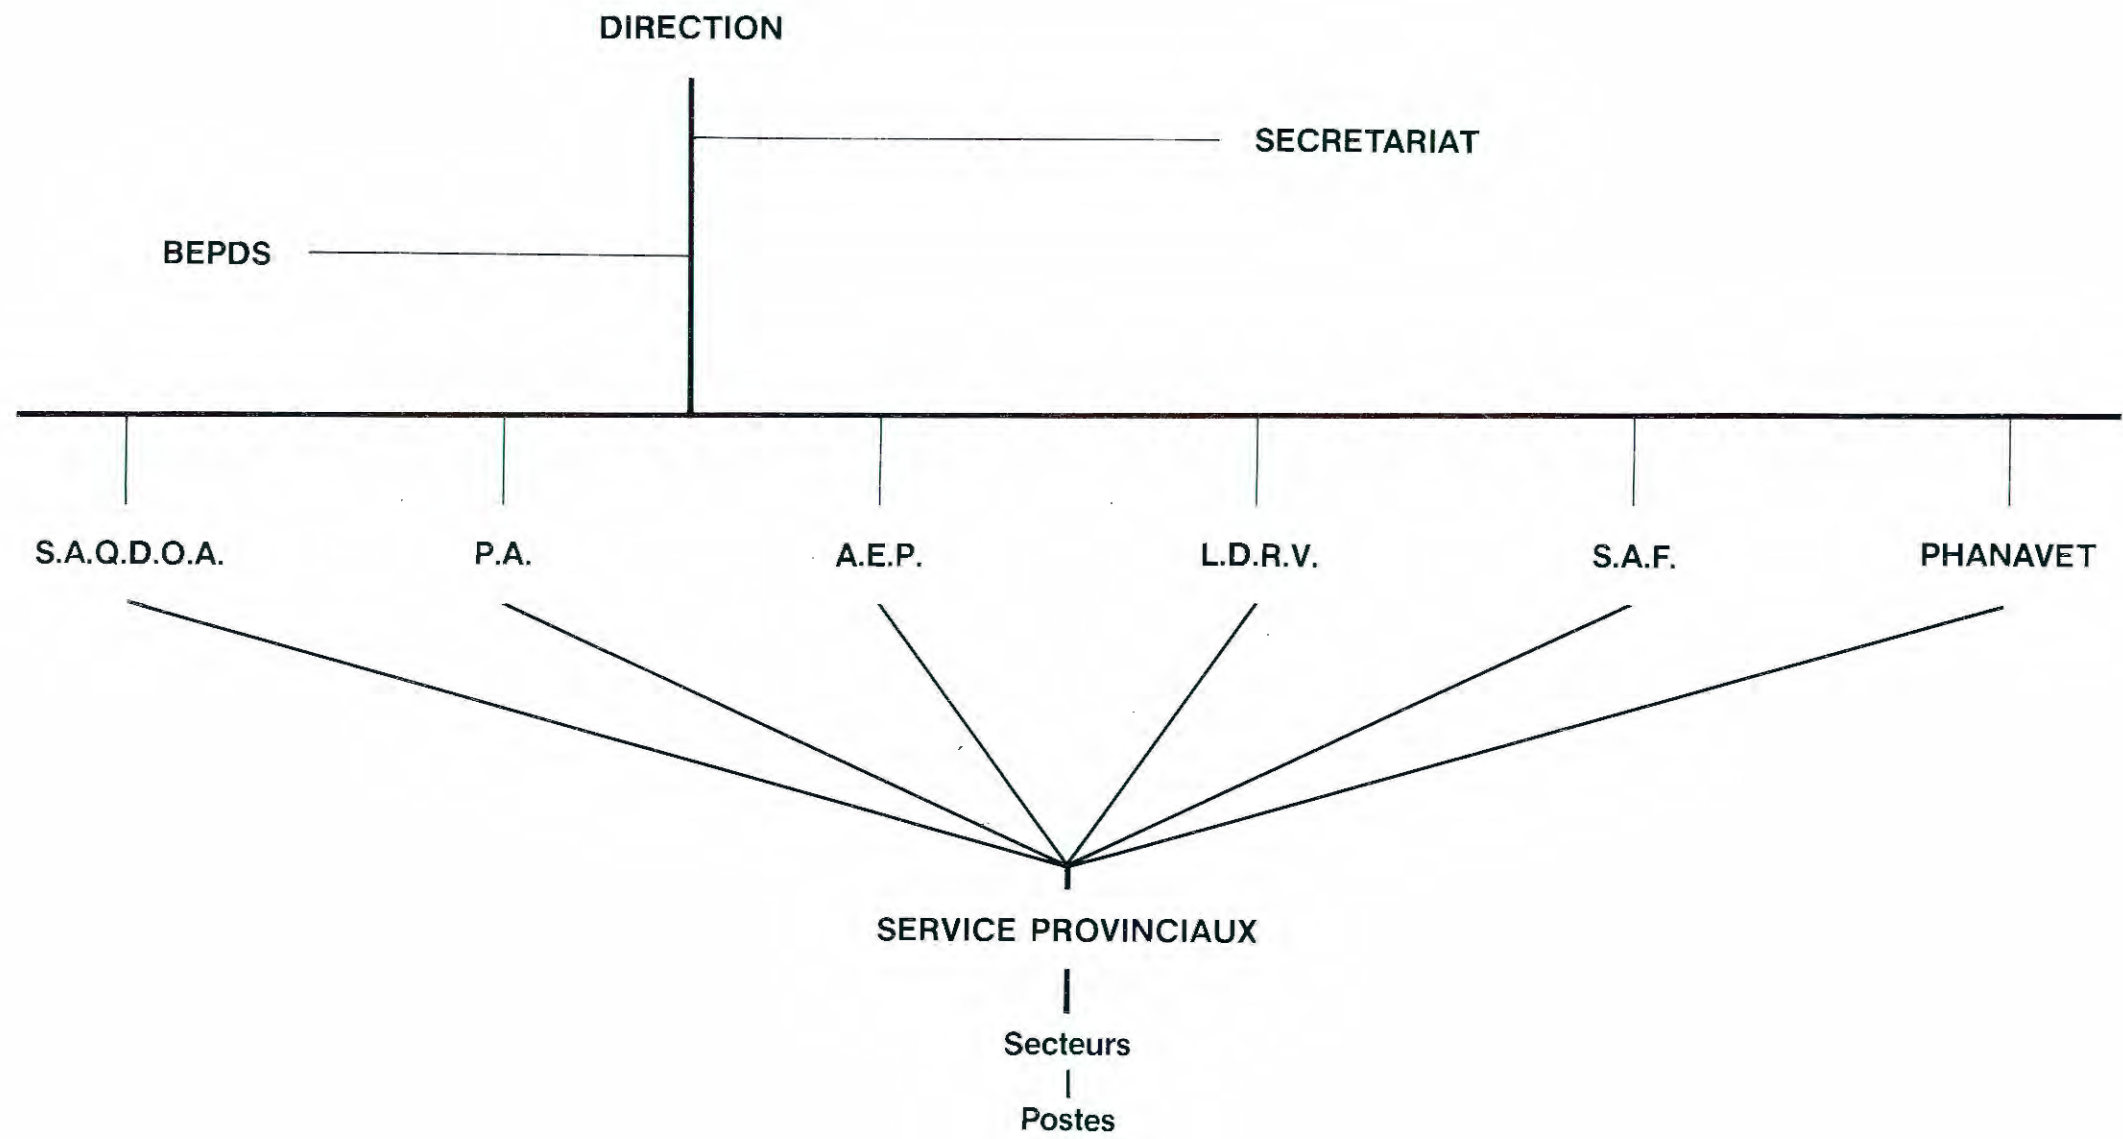 DIRECTION
SECRETARIAT
BEPDS
S.A.Q.D.O.A.
P.A.
A.E.P.
L.D.R.V.
S.A.F.
PHANAVET
SERVICE PROVINCIAUX
Secteurs
Postes